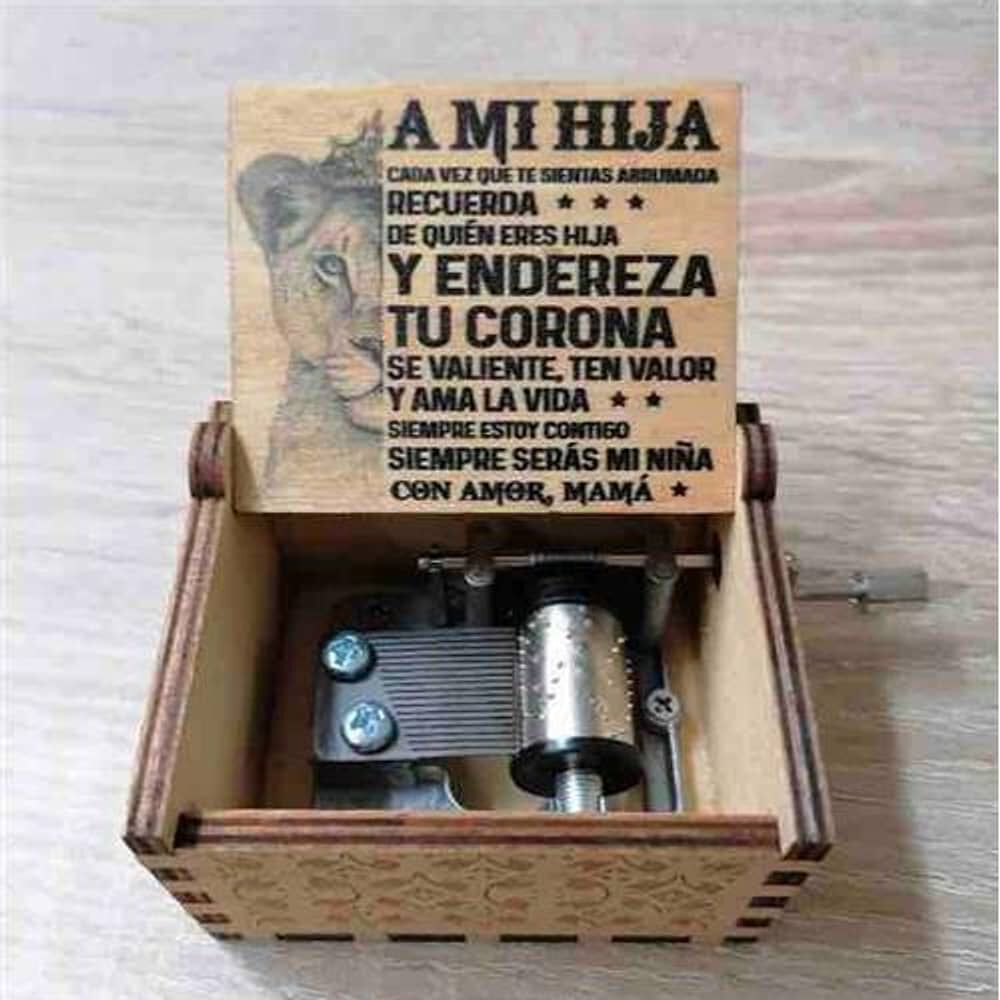 A MI HIJA
CADA VEZ QUE TE SIENTAS ABRUMADA
RECUERDA
DE QUIÉN ERES HIJA
Y ENDEREZA
TU CORONA
SE VALIENTE, TEN VALOR
Y AMA LA VIDA
SIEMPRE ESTOY CONTIGO
SIEMPRE SERÁS MI NIÑA
CON AMOR, MAMÁ